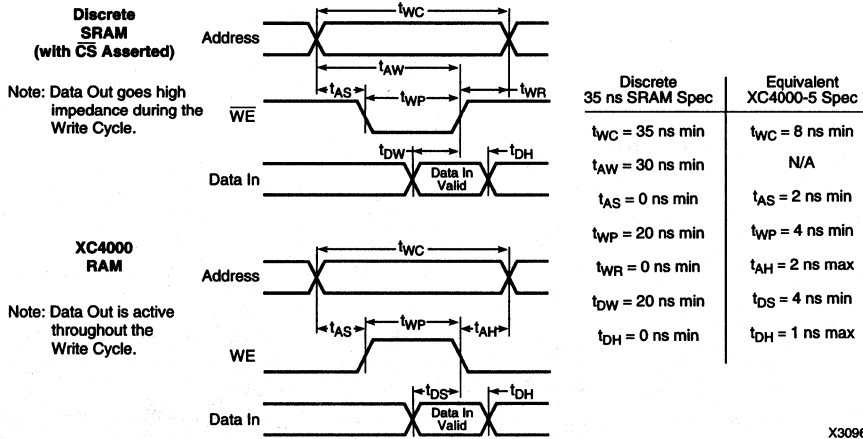 Discrete
SRAM
(with C̅S̅ Asserted)
Note: Data Out goes high
impedance during the
Write Cycle.
Address
tWC
tAW
tAS
tWP
tWR
W̅E̅
tDW
tDH
Data In
Data In
Valid
XC4000
RAM
Note: Data Out is active
throughout the
Write Cycle.
Address
tWC
tAS
tWP
tAH
WE
tDS
tDH
Data In
Data In
Valid
Discrete
35 ns SRAM Spec
Equivalent
XC4000-5 Spec
tWC = 35 ns min
tWC = 8 ns min
tAW = 30 ns min
N/A
tAS = 0 ns min
tAS = 2 ns min
tWP = 20 ns min
tWP = 4 ns min
tWR = 0 ns min
tAH = 2 ns max
tDW = 20 ns min
tDS = 4 ns min
tDH = 0 ns min
tDH = 1 ns max
X3096